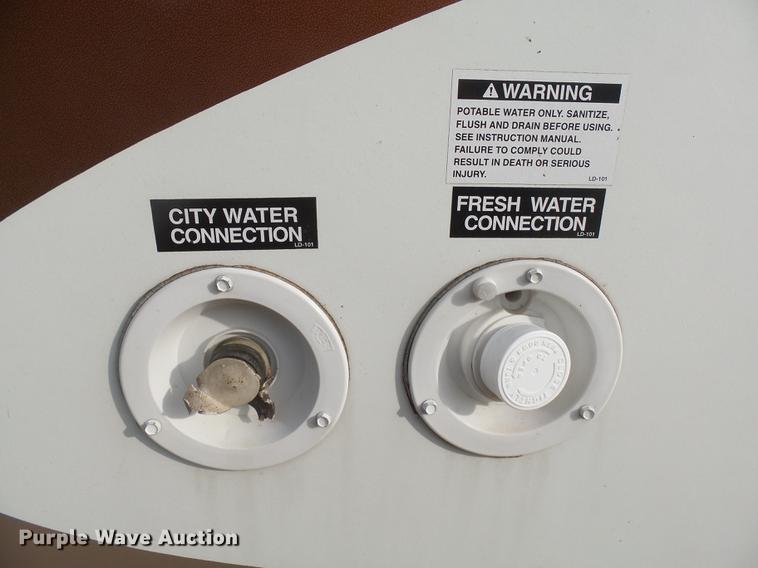 ⚠ WARNING
POTABLE WATER ONLY. SANITIZE,
FLUSH AND DRAIN BEFORE USING.
SEE INSTRUCTION MANUAL.
FAILURE TO COMPLY COULD
RESULT IN DEATH OR SERIOUS
INJURY.
LD-101
CITY WATER
CONNECTION
LD-101
FRESH WATER
CONNECTION
LD-101
Purple Wave Auction